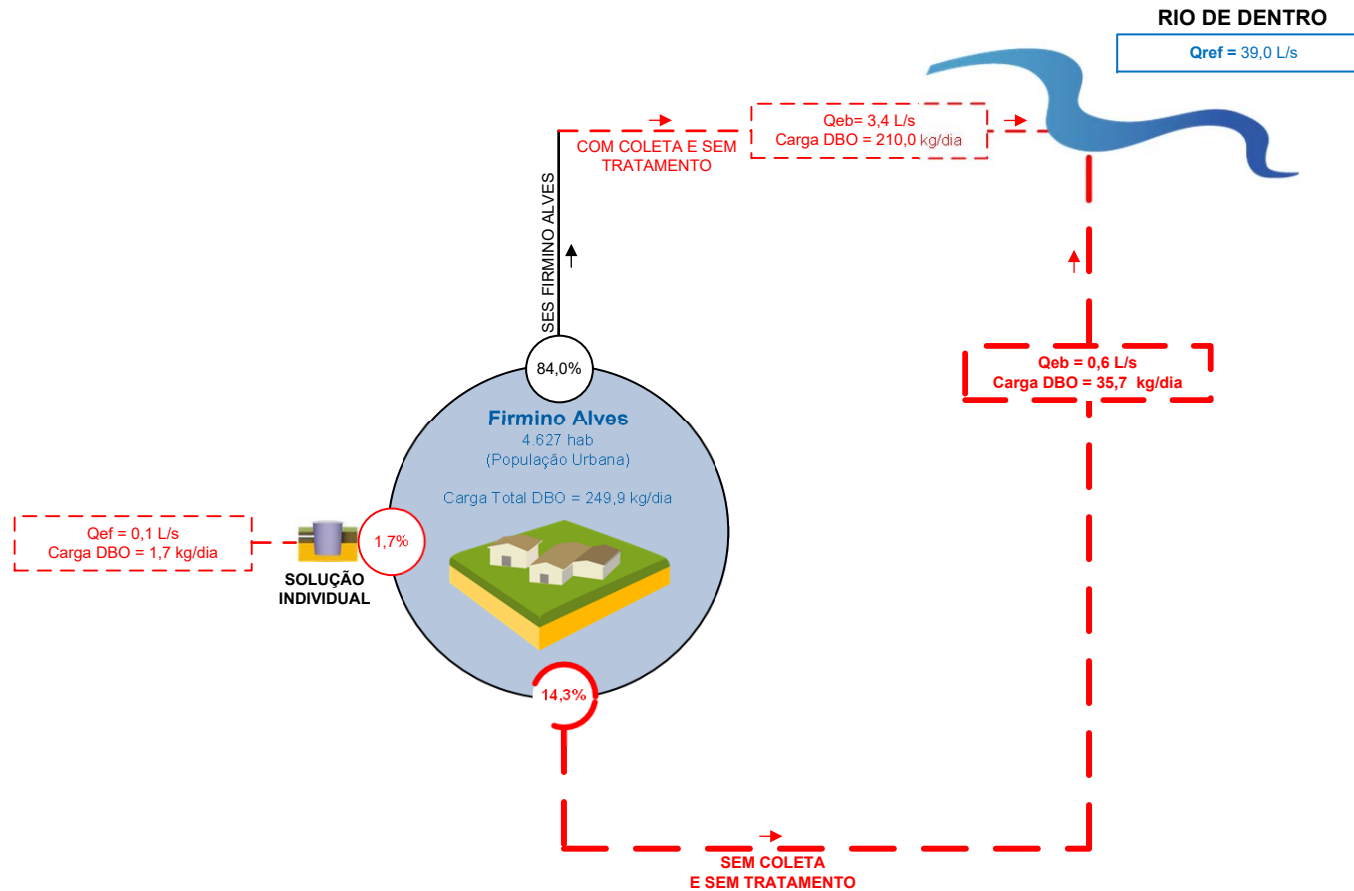 RIO DE DENTRO
Qref = 39,0 L/s
Qeb= 3,4 L/s
Carga DBO = 210,0 kg/dia
COM COLETA E SEM
TRATAMENTO
SES FIRMINO ALVES
84,0%
Firmino Alves
4.627 hab
(População Urbana)
Carga Total DBO = 249,9 kg/dia
Qeb = 0,6 L/s
Carga DBO = 35,7 kg/dia
Qef = 0,1 L/s
Carga DBO = 1,7 kg/dia
1,7%
SOLUÇÃO
INDIVIDUAL
14,3%
SEM COLETA
E SEM TRATAMENTO